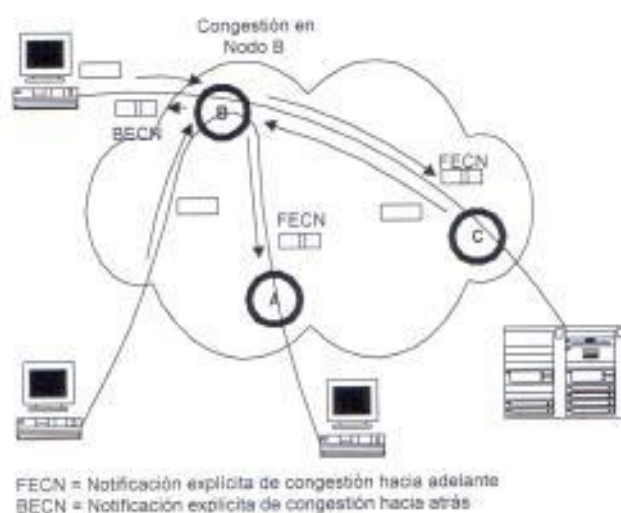 Congestión en
Nodo B
B
BECN
FECN
FECN
C
A
FECN = Notificación explícita de congestión hacia adelante
BECN = Notificación explícita de congestión hacia atrás